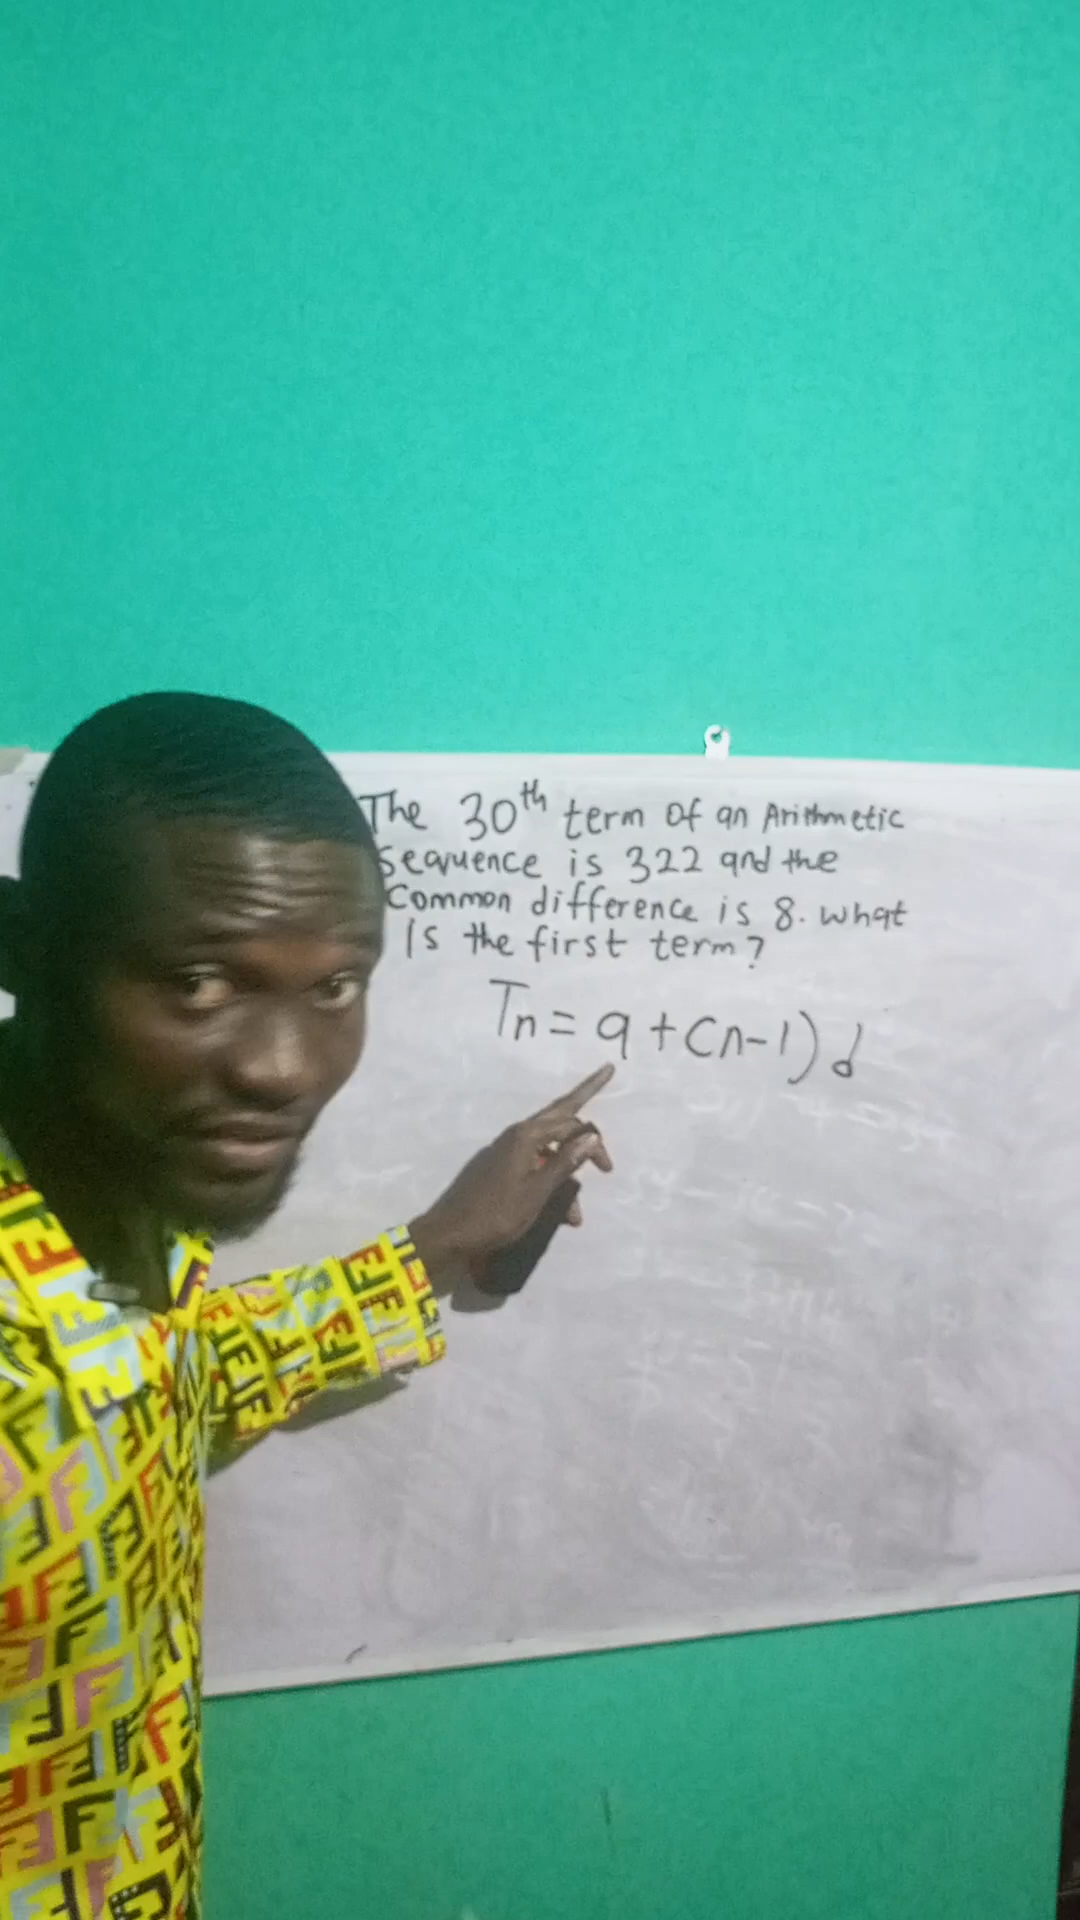 The 30th term of an Arithmetic
Sequence is 322 and the
Common difference is 8. what
Is the first term?
Tn = a + (n-1)d